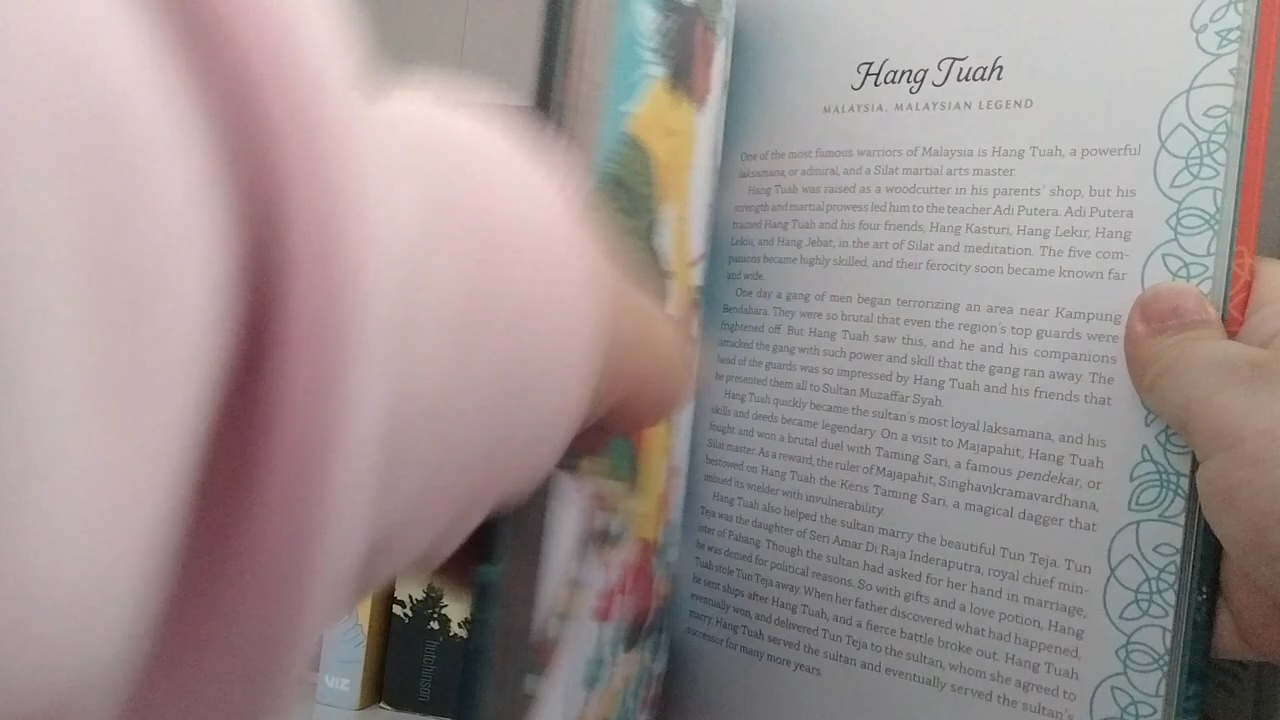 Hang Tuah
MALAYSIA, MALAYSIAN LEGEND
One of the most famous warriors of Malaysia is Hang Tuah, a powerful
laksamana, or admiral, and a Silat martial arts master.
Hang Tuah was raised as a woodcutter in his parents' shop, but his
strength and martial prowess led him to the teacher Adi Putera. Adi Putera
trained Hang Tuah and his four friends, Hang Kasturi, Hang Lekir, Hang
Lekiu, and Hang Jebat, in the art of Silat and meditation. The five com-
panions became highly skilled, and their ferocity soon became known far
and wide.
One day a gang of men began terrorizing an area near Kampung
Bendahara. They were so brutal that even the region's top guards were
frightened off. But Hang Tuah saw this, and he and his companions
attacked the gang with such power and skill that the gang ran away. The
head of the guards was so impressed by Hang Tuah and his friends that
he presented them all to Sultan Muzaffar Syah.
Hang Tuah quickly became the sultan's most loyal laksamana, and his
skills and deeds became legendary. On a visit to Majapahit, Hang Tuah
fought and won a brutal duel with Taming Sari, a famous pendekar, or
Silat master. As a reward, the ruler of Majapahit, Singhavikramavardhana,
bestowed on Hang Tuah the Keris Taming Sari, a magical dagger that
imbued its wielder with invulnerability.
Hang Tuah also helped the sultan marry the beautiful Tun Teja. Tun
Teja was the daughter of Seri Amar Di Raja Inderaputra, royal chief min-
ister of Pahang. Though the sultan had asked for her hand in marriage,
he was denied for political reasons. So with gifts and a love potion, Hang
Tuah stole Tun Teja away. When her father discovered what had happened,
he sent ships after Hang Tuah, and a fierce battle broke out. Hang Tuah
eventually won, and delivered Tun Teja to the sultan, whom she agreed to
marry. Hang Tuah served the sultan and eventually served the sultan's
successor for many more years.
VIZ
hutchinson